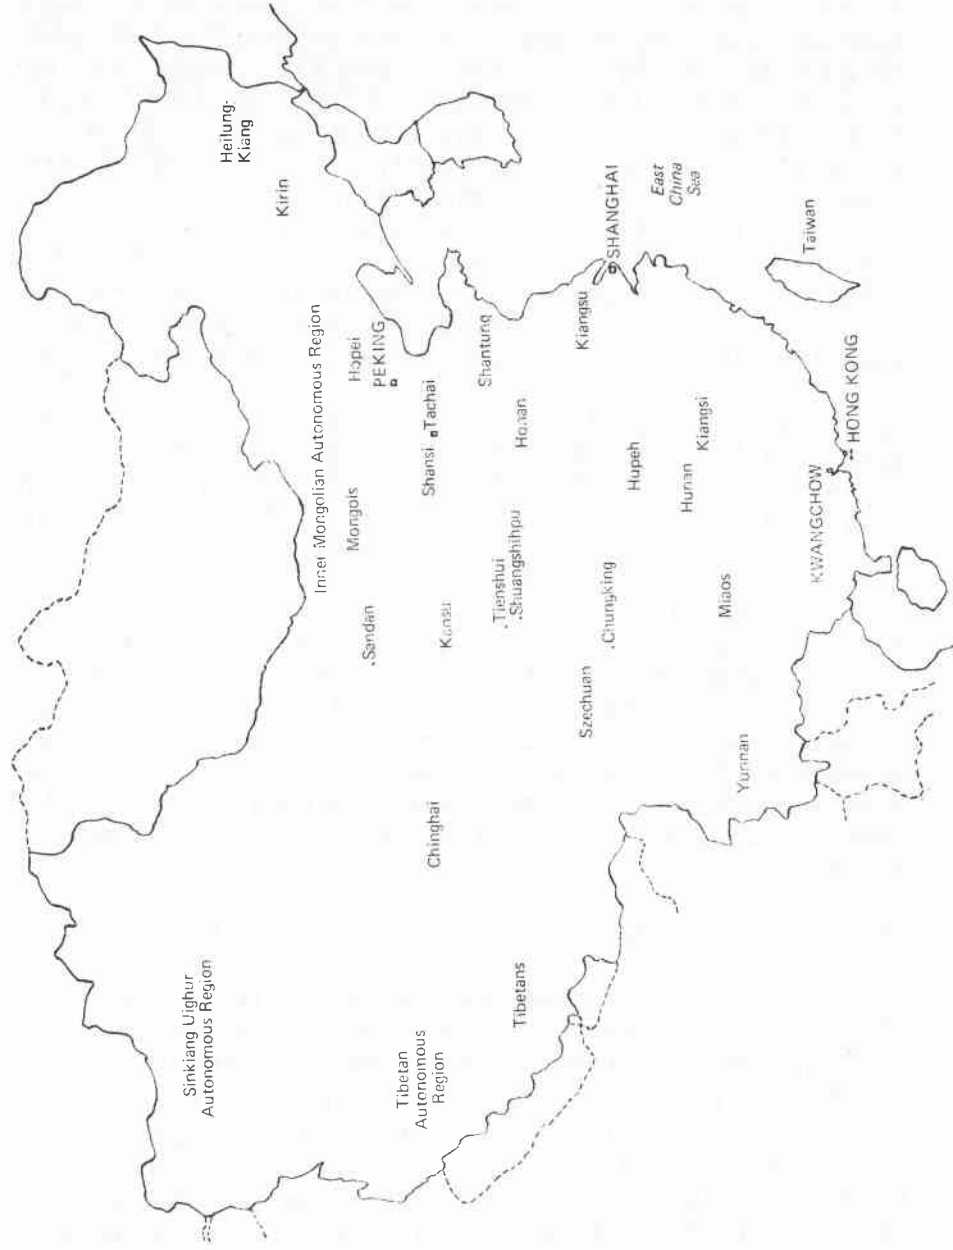 Heilung-
Kiang
Kirin
Sinkiang Uighur
Autonomous Region
Inner Mongolian Autonomous Region
Mongols
Hopei
PEKING
.Sandan
Tibetan
Autonomous
Region
Chinghai
Kansu
Shansi
Tachai
Shantung
Tibetans
.Tienshui
.Shuangshihpu
Honan
Szechuan
.Chungking
Kiangsu
SHANGHAI
Hupeh
East
China
Sea
Hunan
Kiangsi
Yunnan
Miaos
Taiwan
KWANGCHOW
HONG KONG